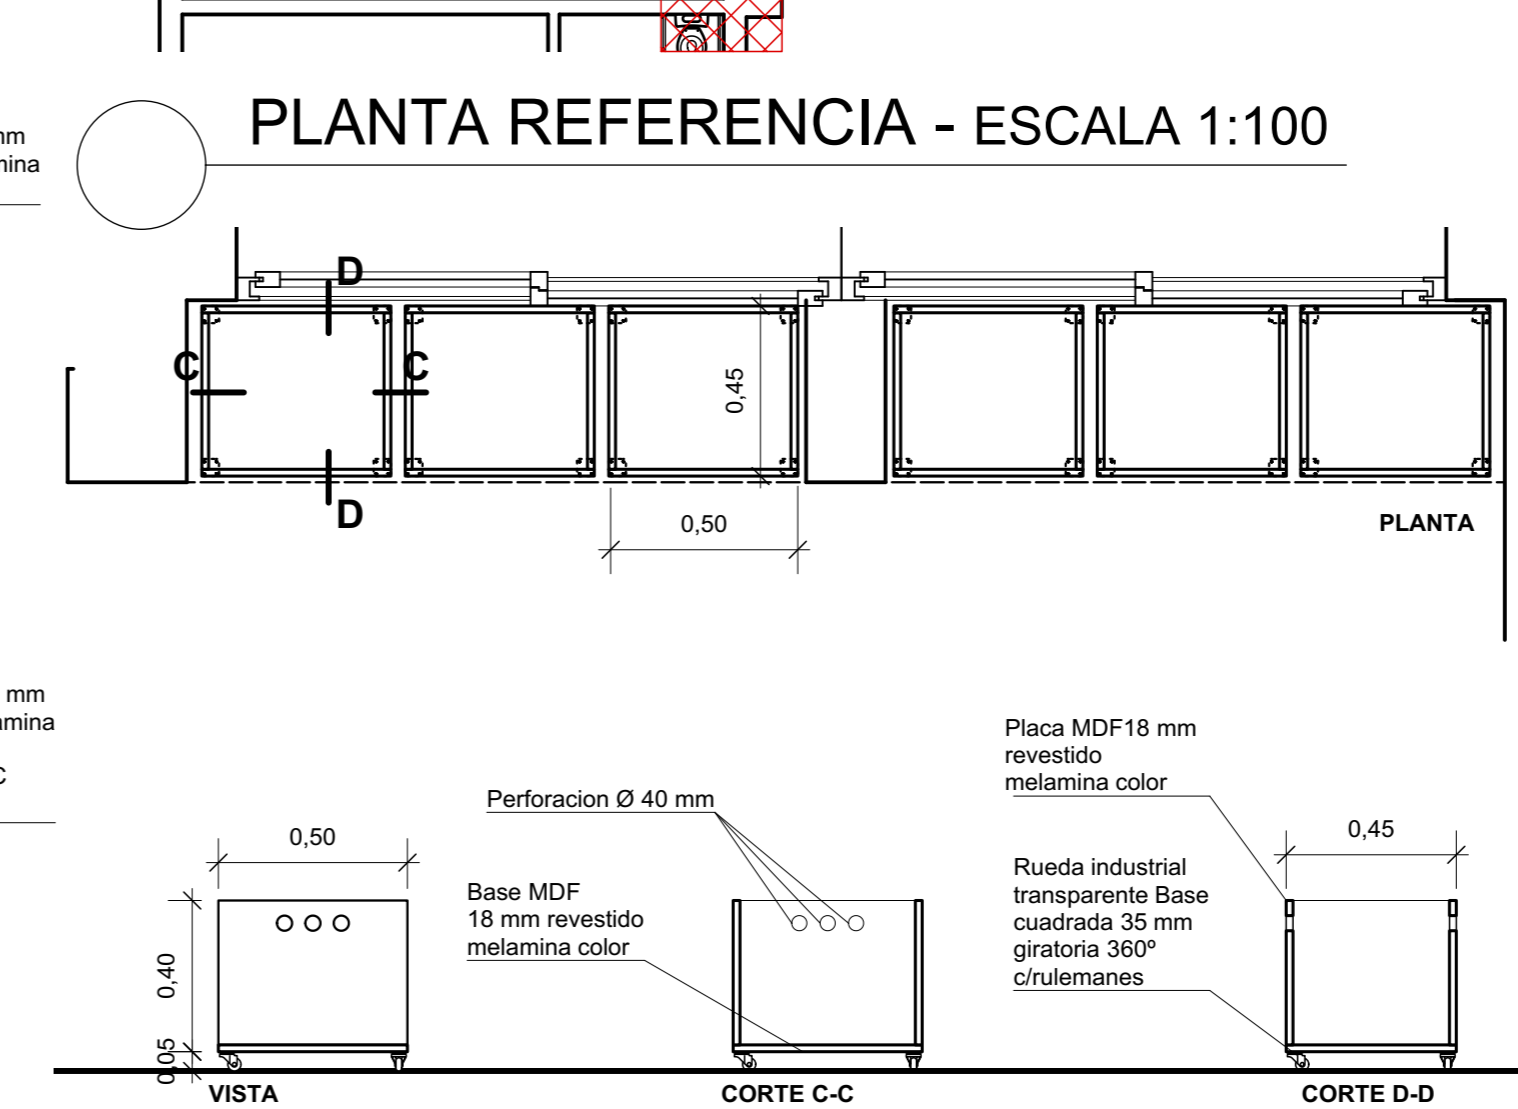 PLANTA REFERENCIA - ESCALA 1:100
mm
D
C
C
0,45
D
0,50
PLANTA
mm
C
Placa MDF18 mm
revestido
melamina color
Perforacion Ø 40 mm
0,50
0,45
Base MDF
18 mm revestido
melamina color
Rueda industrial
transparente Base
cuadrada 35 mm
giratoria 360º
c/rulemanes
0,40
0,05
VISTA
CORTE C-C
CORTE D-D